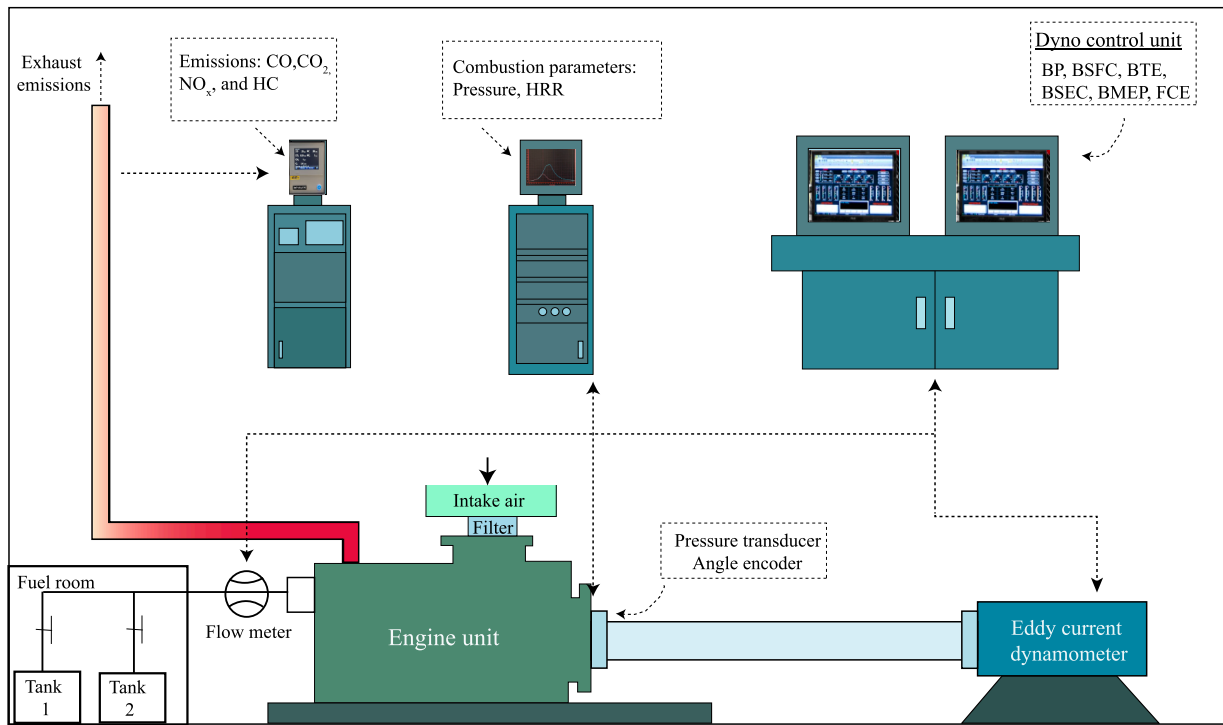 Exhaust
emissions
Emissions: CO,CO2,
NOx, and HC
Combustion parameters:
Pressure, HRR
Dyno control unit
BP, BSFC, BTE,
BSEC, BMEP, FCE
Intake air
Filter
Pressure transducer
Angle encoder
Fuel room
Flow meter
Engine unit
Eddy current
dynamometer
Tank
1
Tank
2